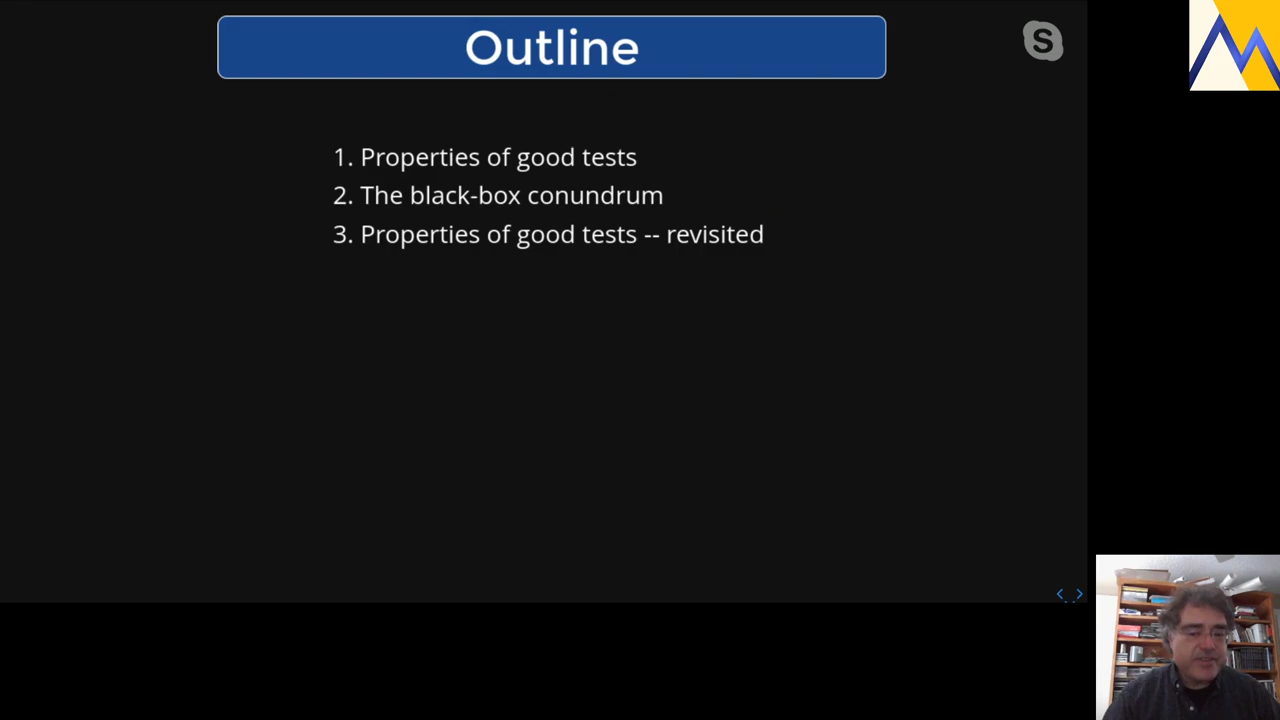 Outline
S
1. Properties of good tests
2. The black-box conundrum
3. Properties of good tests -- revisited